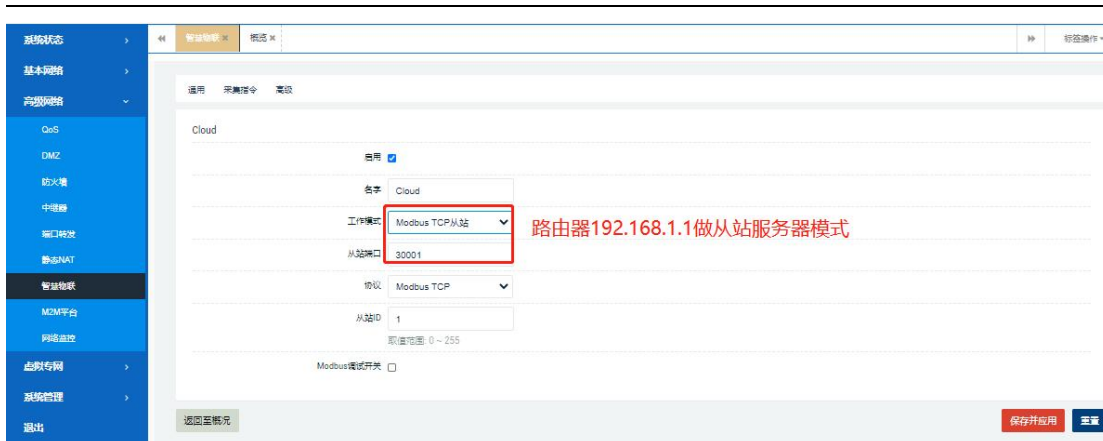 系统状态
智慧物联 ×
概览 ×
标签操作
基本网络
通用 采集指令 高级
高级网络
QoS
Cloud
DMZ
启用
防火墙
名字 Cloud
中继器
工作模式 Modbus TCP从站
路由器192.168.1.1做从站服务器模式
端口转发
静态NAT
从站端口 30001
智慧物联
协议 Modbus TCP
M2M平台
从站ID 1
网络监控
取值范围: 0 ~ 255
虚拟专网
Modbus调试开关
系统管理
退出
返回至概况
保存并应用
重置